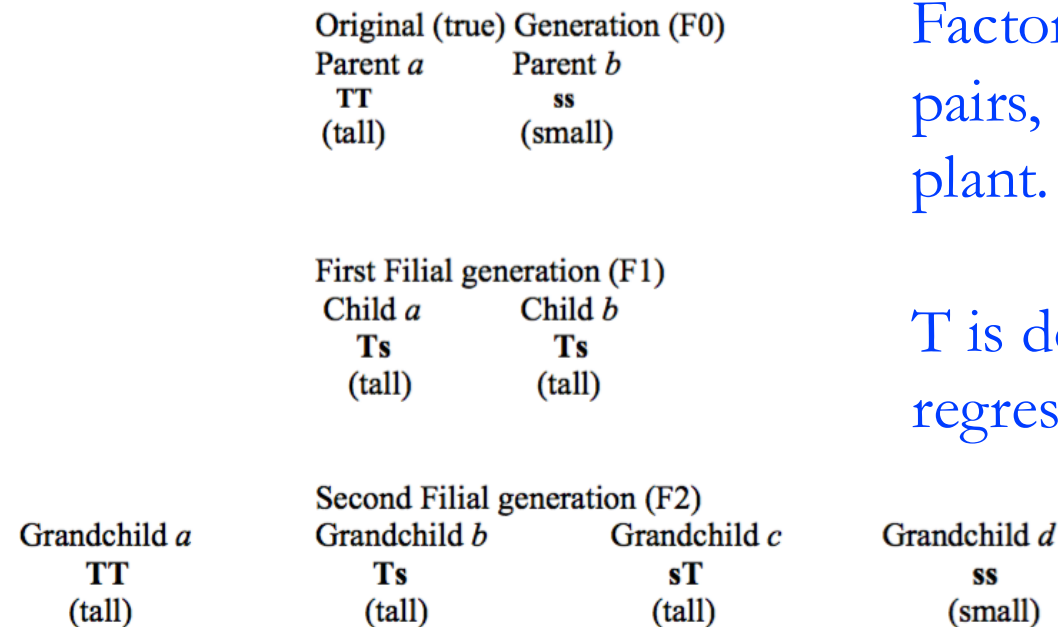 Original (true) Generation (F0)
Parent a Parent b
TT ss
(tall) (small)
First Filial generation (F1)
Child a Child b
Ts Ts
(tall) (tall)
Second Filial generation (F2)
Grandchild a Grandchild b Grandchild c Grandchild d
TT Ts sT ss
(tall) (tall) (tall) (small)
pairs,
plant.
T is